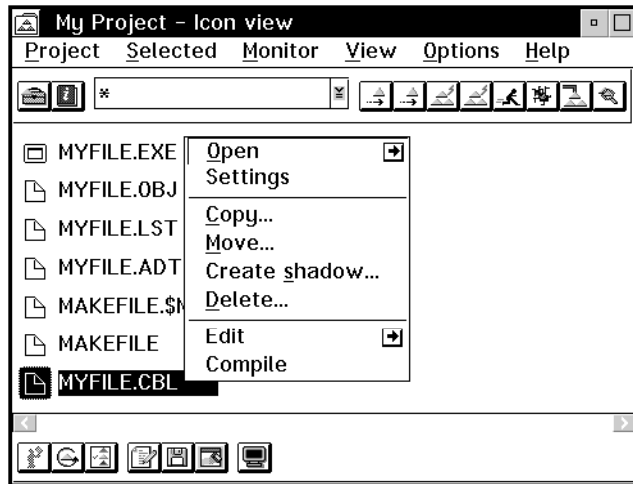 My Project - Icon view
Project Selected Monitor View Options Help
*
MYFILE.EXE
MYFILE.OBJ
MYFILE.LST
MYFILE.ADT
MAKEFILE.$M
MAKEFILE
MYFILE.CBL
Open
Settings
Copy...
Move...
Create shadow...
Delete...
Edit
Compile